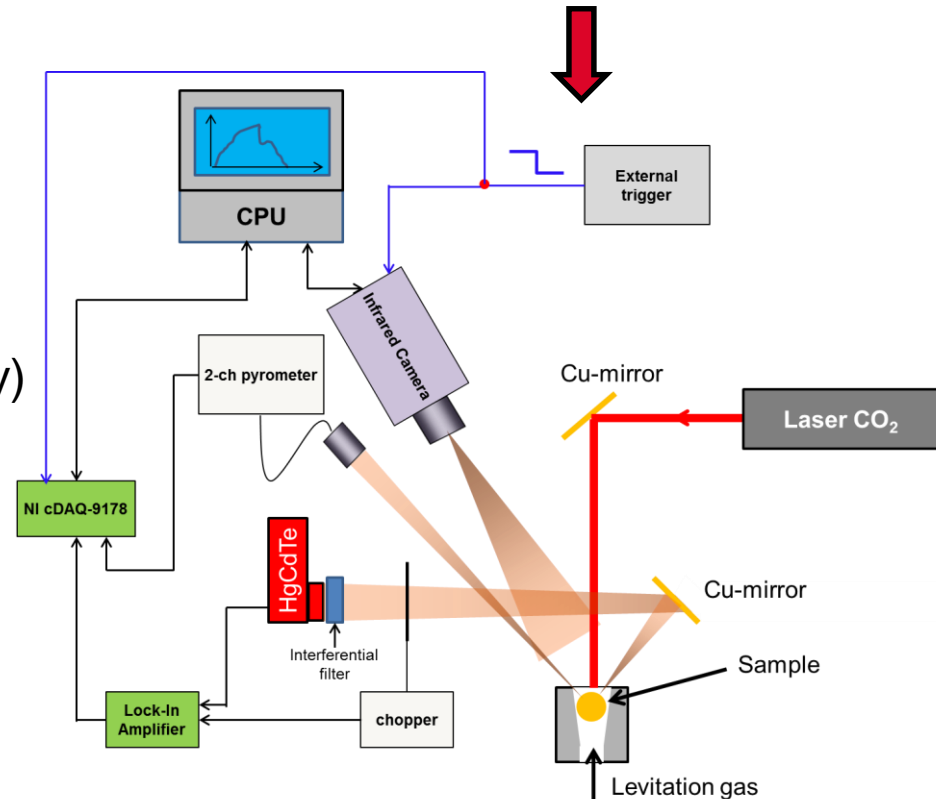 External
trigger
CPU
Infrared Camera
y)
2-ch pyrometer
Cu-mirror
Laser CO₂
NI cDAQ-9178
HgCdTe
Cu-mirror
Interferential
filter
Sample
Lock-In
Amplifier
chopper
Levitation gas